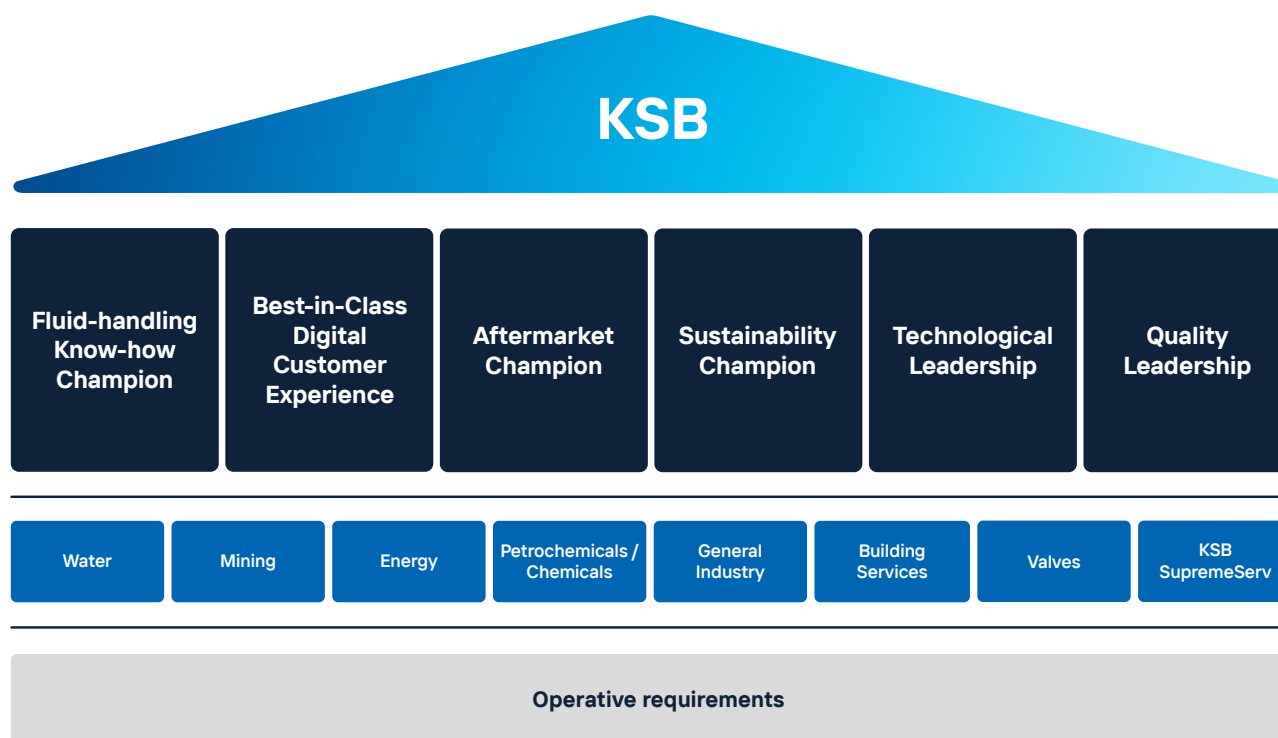 KSB
Fluid-handling
Know-how
Champion
Best-in-Class
Digital
Customer
Experience
Aftermarket
Champion
Sustainability
Champion
Technological
Leadership
Quality
Leadership
Water
Mining
Energy
Petrochemicals /
Chemicals
General
Industry
Building
Services
Valves
KSB
SupremeServ
Operative requirements